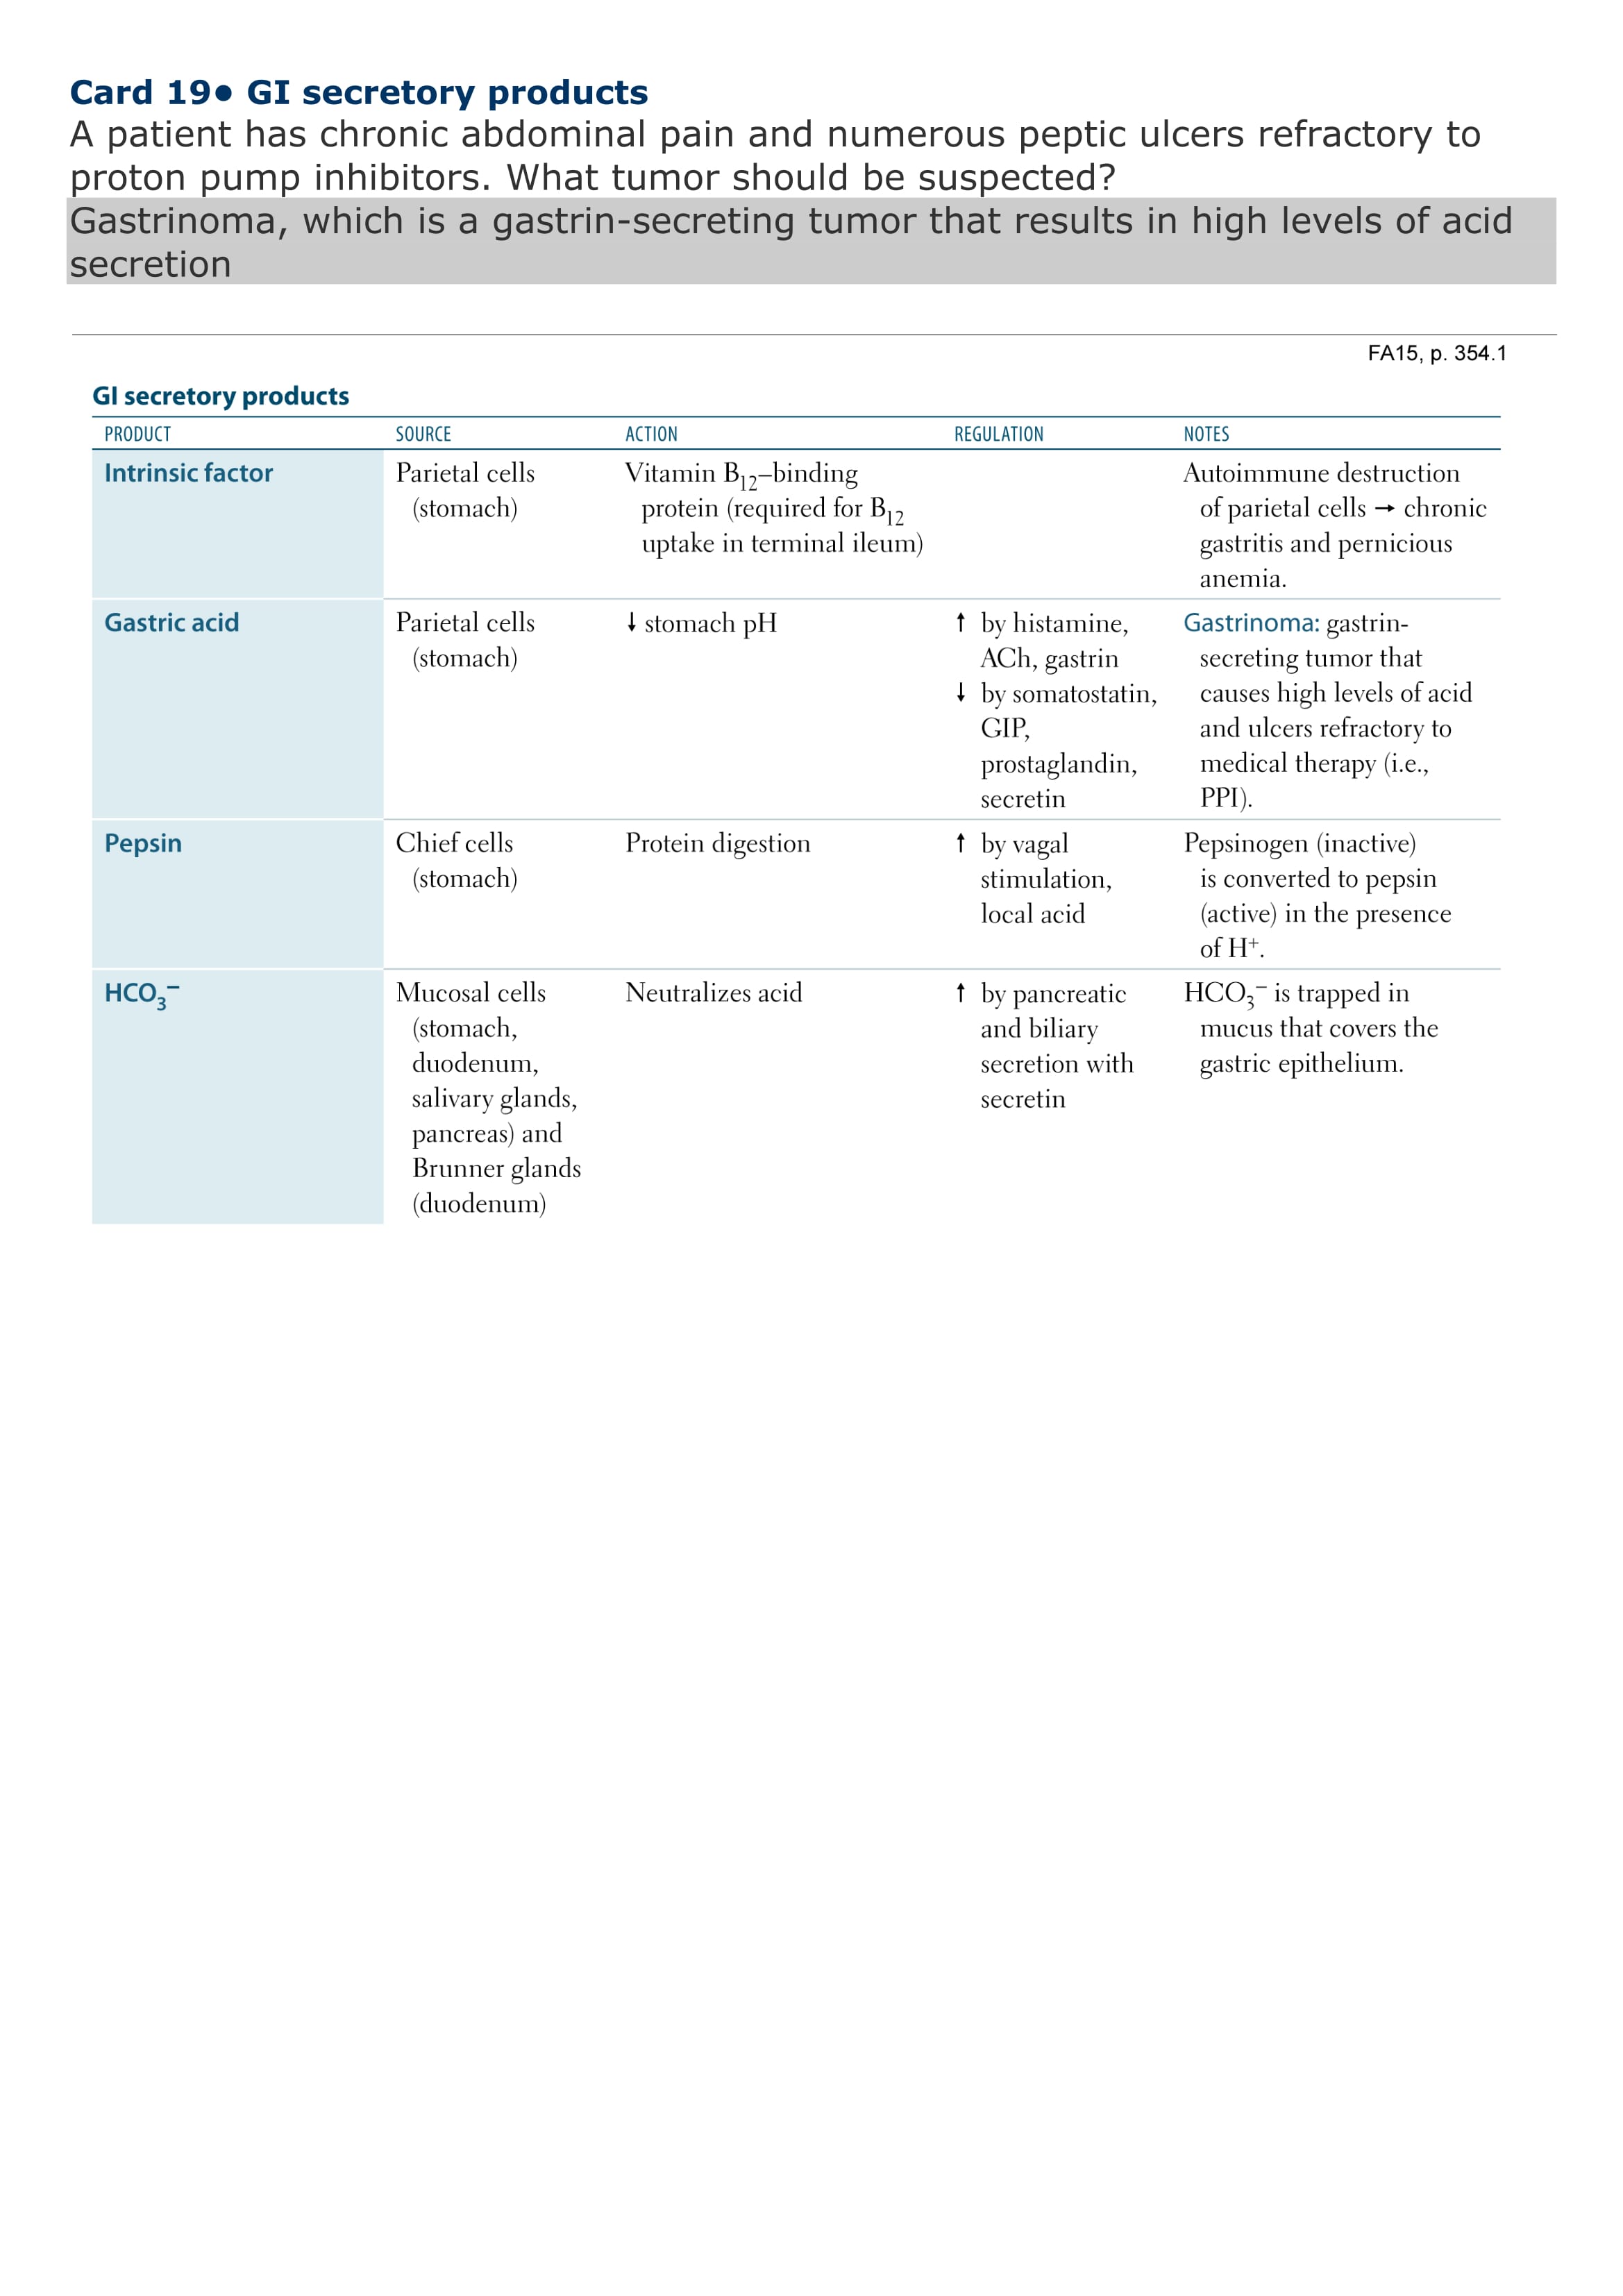 Card 19• GI secretory products
A patient has chronic abdominal pain and numerous peptic ulcers refractory to
proton pump inhibitors. What tumor should be suspected?
Gastrinoma, which is a gastrin-secreting tumor that results in high levels of acid
secretion
FA15, p. 354.1
GI secretory products
PRODUCT SOURCE ACTION REGULATION NOTES
Intrinsic factor
Parietal cells
(stomach)
Vitamin B12–binding
protein (required for B12
uptake in terminal ileum)
Autoimmune destruction
of parietal cells → chronic
gastritis and pernicious
anemia.
Gastric acid
Parietal cells
(stomach)
↓ stomach pH
↑ by histamine,
ACh, gastrin
↓ by somatostatin,
GIP,
prostaglandin,
secretin
Gastrinoma: gastrin-
secreting tumor that
causes high levels of acid
and ulcers refractory to
medical therapy (i.e.,
PPI).
Pepsin
Chief cells
(stomach)
Protein digestion
↑ by vagal
stimulation,
local acid
Pepsinogen (inactive)
is converted to pepsin
(active) in the presence
of H⁺.
HCO₃⁻
Mucosal cells
(stomach,
duodenum,
salivary glands,
pancreas) and
Brunner glands
(duodenum)
Neutralizes acid
↑ by pancreatic
and biliary
secretion with
secretin
HCO₃⁻ is trapped in
mucus that covers the
gastric epithelium.